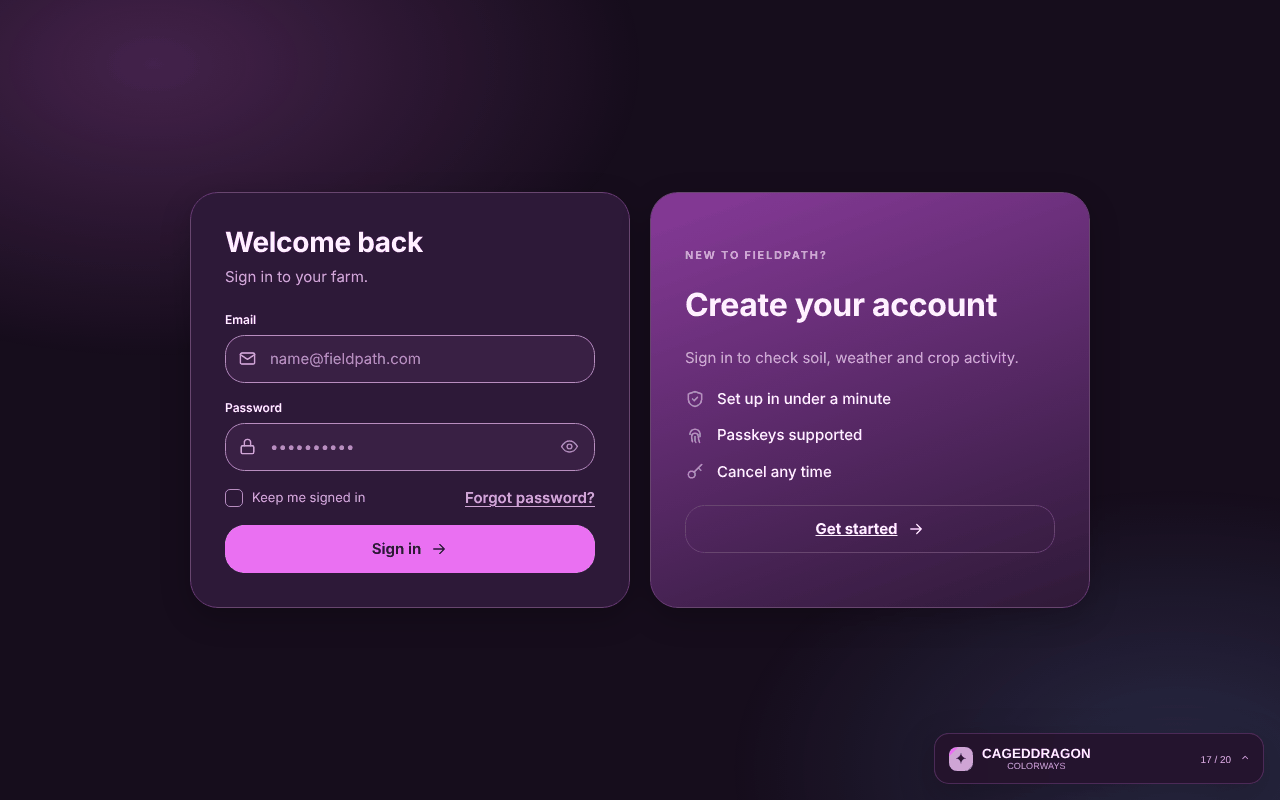 Welcome back
Sign in to your farm.
Email
name@fieldpath.com
Password
••••••••••
Keep me signed in
Forgot password?
Sign in
NEW TO FIELDPATH?
Create your account
Sign in to check soil, weather and crop activity.
Set up in under a minute
Passkeys supported
Cancel any time
Get started
CAGEDDRAGON
COLORWAYS
17 / 20